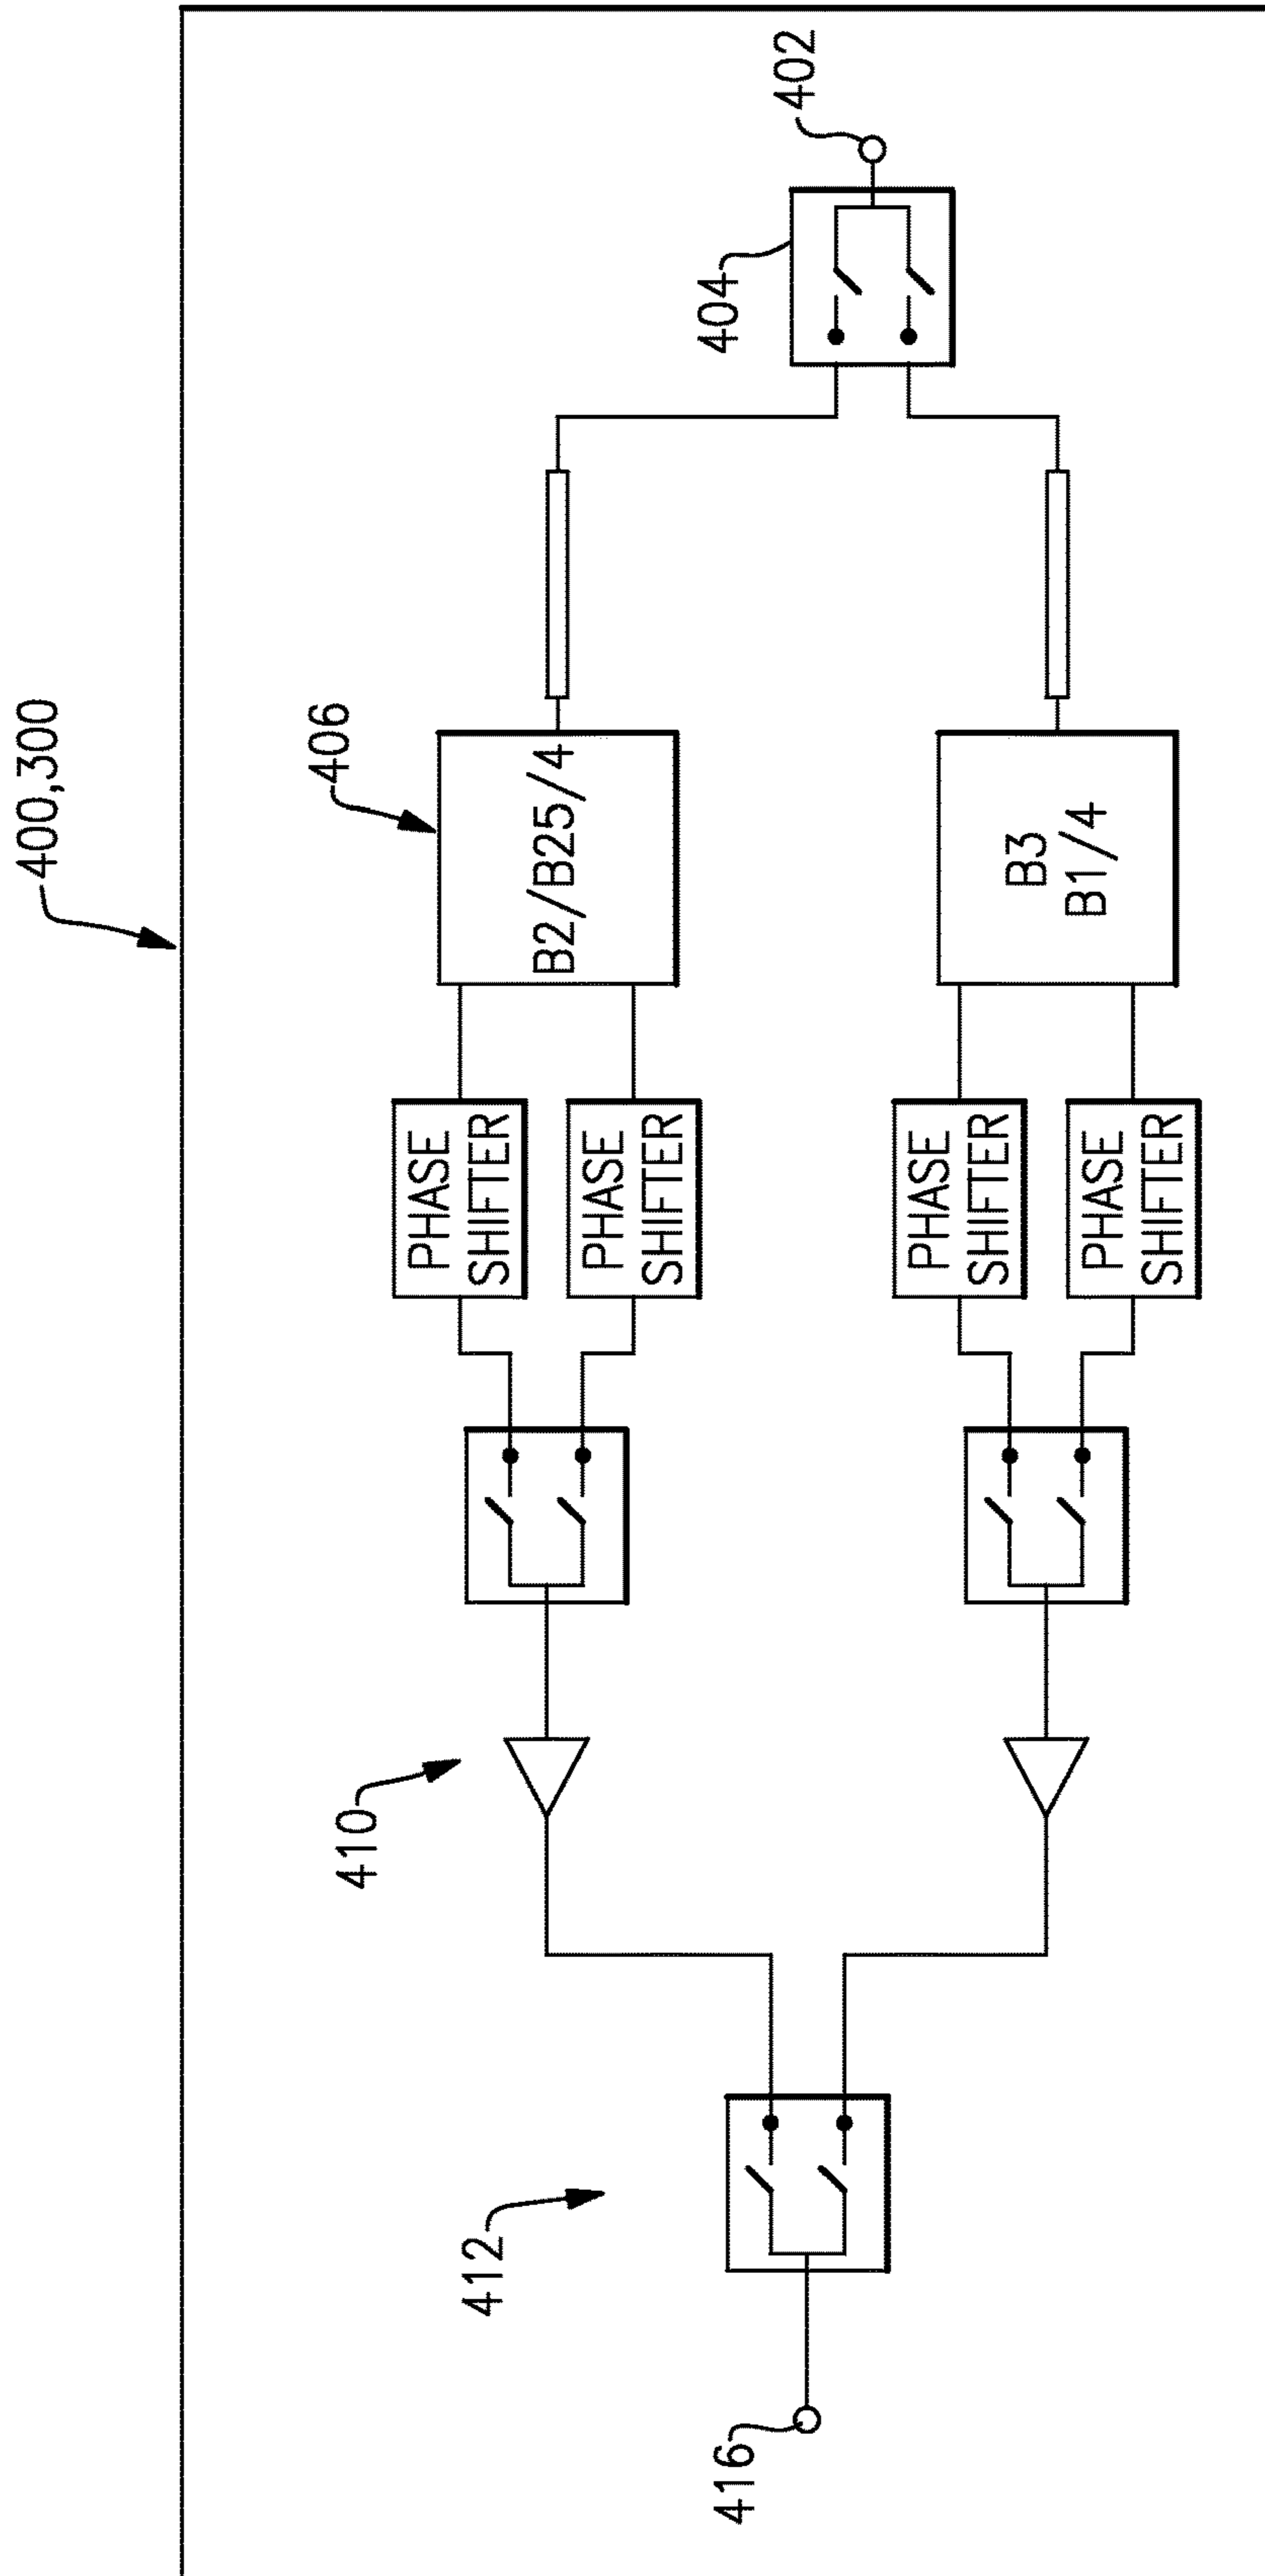 400,300
402
404
406
B2/B25/4
B3
B1/4
PHASE
SHIFTER
PHASE
SHIFTER
PHASE
SHIFTER
PHASE
SHIFTER
410
412
416